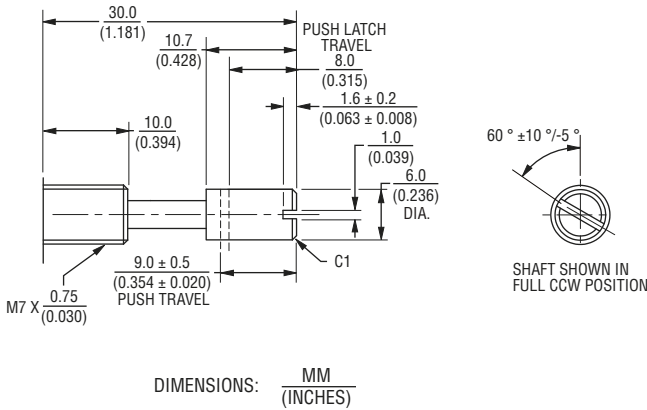 30.0
(1.181)
10.7
(0.428)
PUSH LATCH
TRAVEL
8.0
(0.315)
1.6 ± 0.2
(0.063 ± 0.008)
10.0
(0.394)
1.0
(0.039)
6.0
(0.236)
DIA.
60 ° ±10 °/-5 °
9.0 ± 0.5
(0.354 ± 0.020)
PUSH TRAVEL
C1
M7 X 0.75
(0.030)
SHAFT SHOWN IN
FULL CCW POSITION
DIMENSIONS: MM
(INCHES)